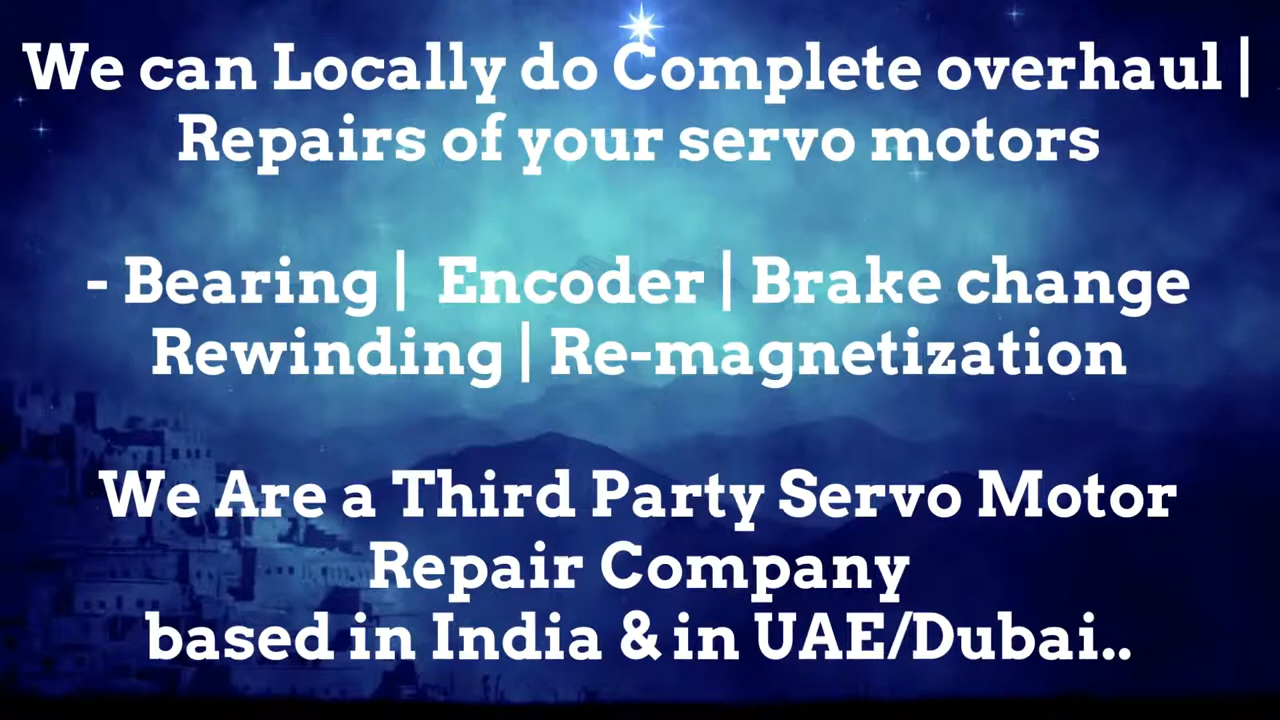 We can Locally do Complete overhaul |
Repairs of your servo motors
- Bearing | Encoder | Brake change
Rewinding | Re-magnetization
We Are a Third Party Servo Motor
Repair Company
based in India & in UAE/Dubai..